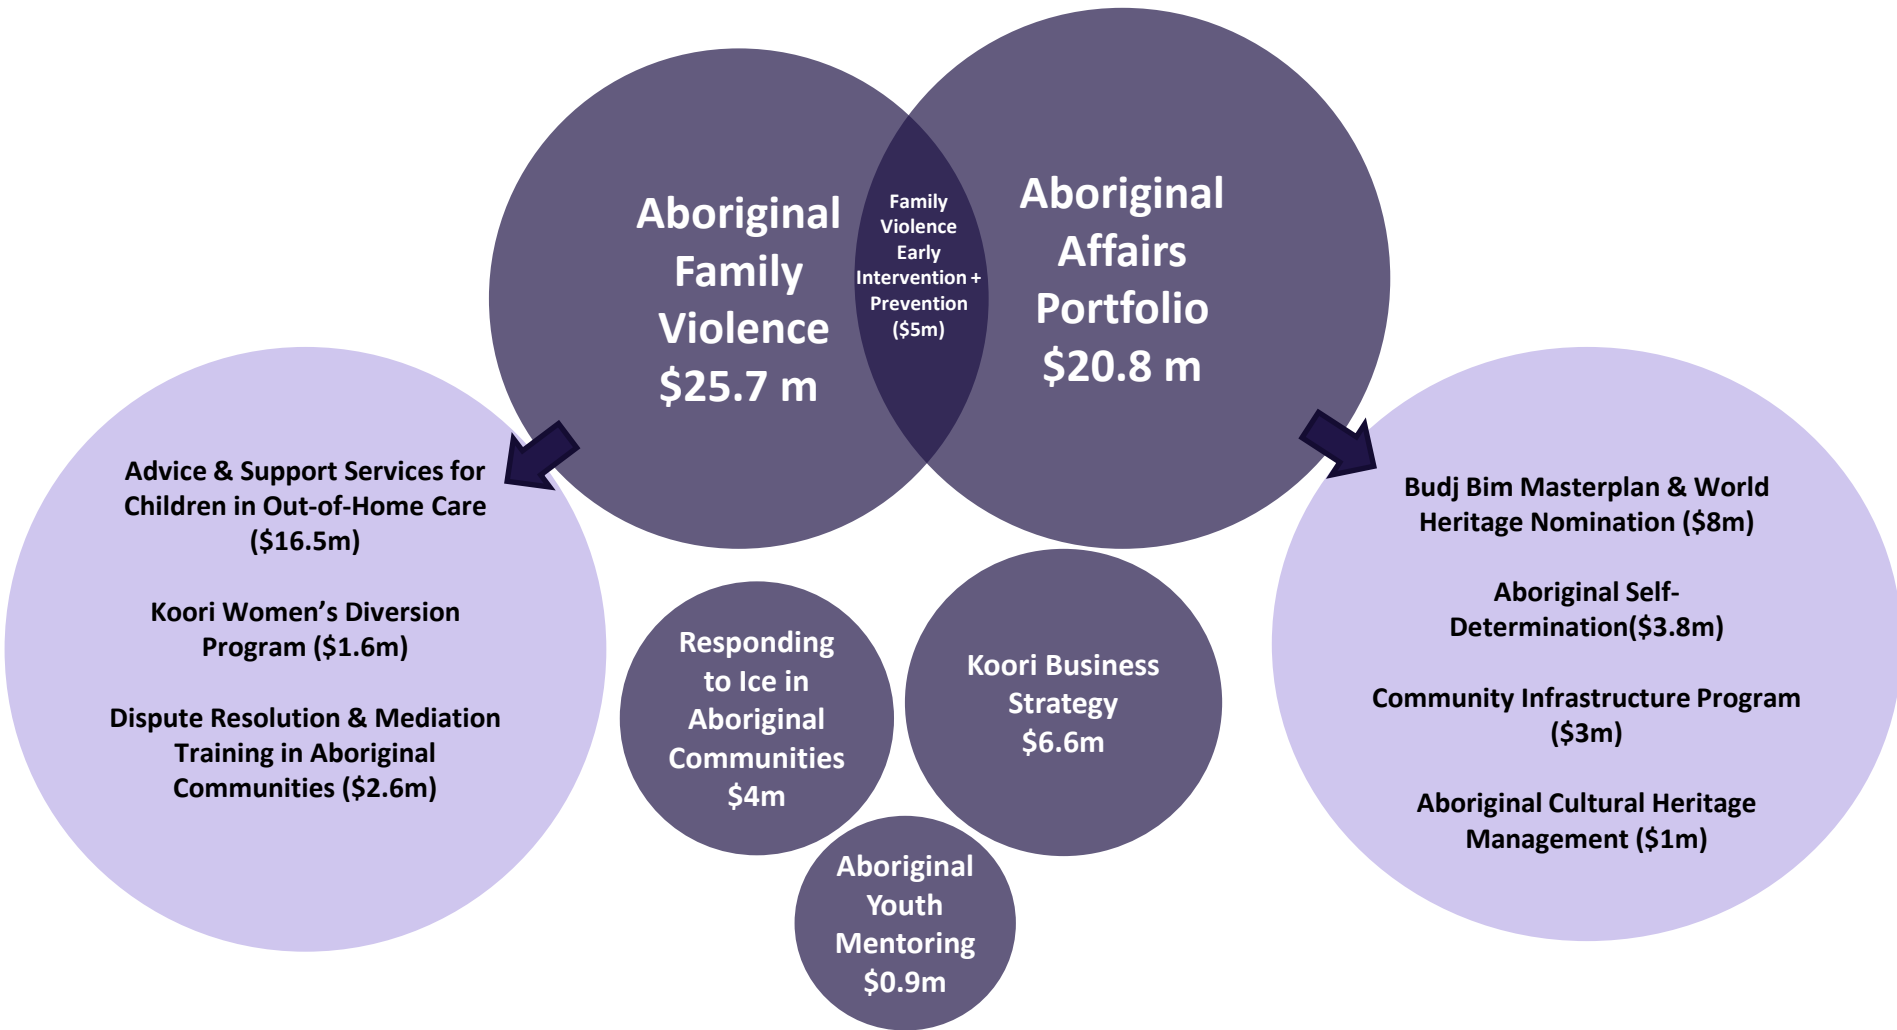 Aboriginal
Family
Violence
$25.7 m
Family
Violence
Early
Intervention +
Prevention
($5m)
Aboriginal
Affairs
Portfolio
$20.8 m
Advice & Support Services for
Children in Out-of-Home Care
($16.5m)
Koori Women’s Diversion
Program ($1.6m)
Dispute Resolution & Mediation
Training in Aboriginal
Communities ($2.6m)
Responding
to Ice in
Aboriginal
Communities
$4m
Koori Business
Strategy
$6.6m
Aboriginal
Youth
Mentoring
$0.9m
Budj Bim Masterplan & World
Heritage Nomination ($8m)
Aboriginal Self-
Determination($3.8m)
Community Infrastructure Program
($3m)
Aboriginal Cultural Heritage
Management ($1m)